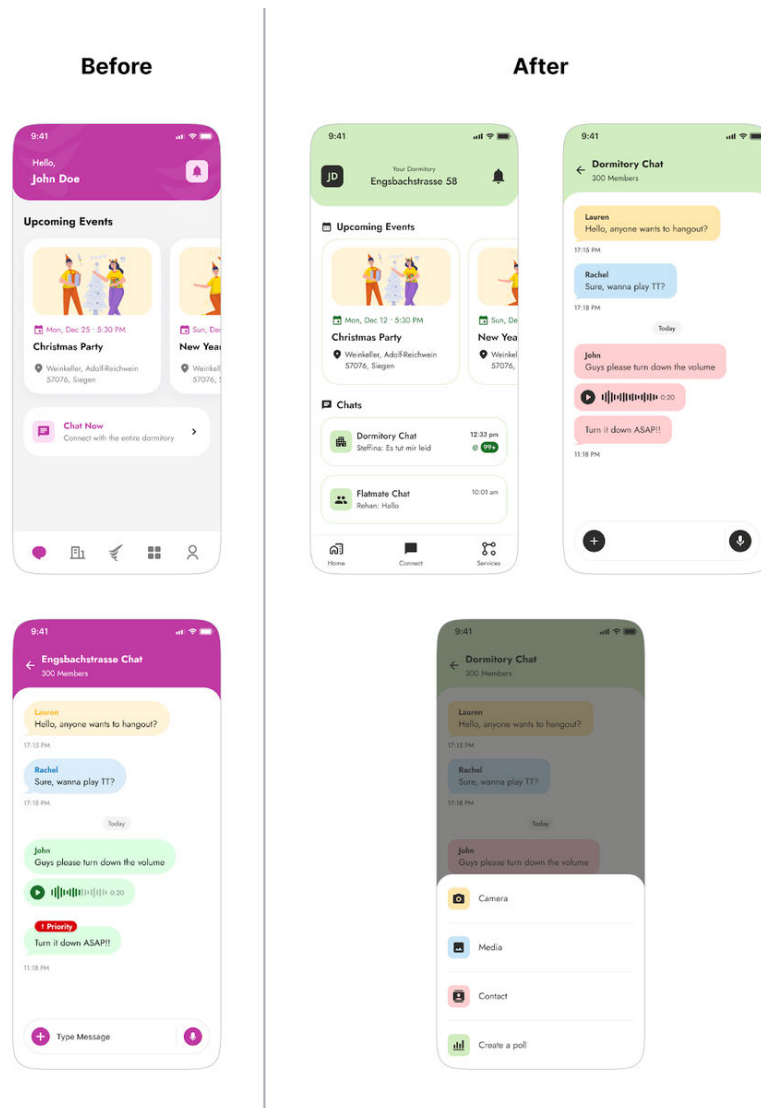 Before
After
9:41
Hello,
John Doe
Upcoming Events
Mon, Dec 25 · 5:30 PM
Christmas Party
Weinkeller, Adolf-Reichwein
57076, Siegen
Sun, Dec
New Year
Weinkell
57076, S
Chat Now
Connect with the entire dormitory
9:41
JD
Your Dormitory
Engsbachstrasse 58
Upcoming Events
Mon, Dec 12 · 5:30 PM
Christmas Party
Weinkeller, Adolf-Reichwein
57076, Siegen
Sun, De
New Yea
Weinkel
57076,
Chats
Dormitory Chat
12:33 pm
Steffina: Es tut mir leid
@ 99+
Flatmate Chat
10:01 am
Rehan: Hallo
Home
Connect
Services
9:41
Dormitory Chat
300 Members
Lauren
Hello, anyone wants to hangout?
17:15 PM
Rachel
Sure, wanna play TT?
17:18 PM
Today
John
Guys please turn down the volume
0:20
Turn it down ASAP!!
11:18 PM
9:41
Engsbachstrasse Chat
300 Members
Lauren
Hello, anyone wants to hangout?
17:15 PM
Rachel
Sure, wanna play TT?
17:18 PM
Today
John
Guys please turn down the volume
0:20
! Priority
Turn it down ASAP!!
11:18 PM
Type Message
9:41
Dormitory Chat
300 Members
Lauren
Hello, anyone wants to hangout?
17:15 PM
Rachel
Sure, wanna play TT?
17:18 PM
Today
John
Guys please turn down the volume
Camera
Media
Contact
Create a poll